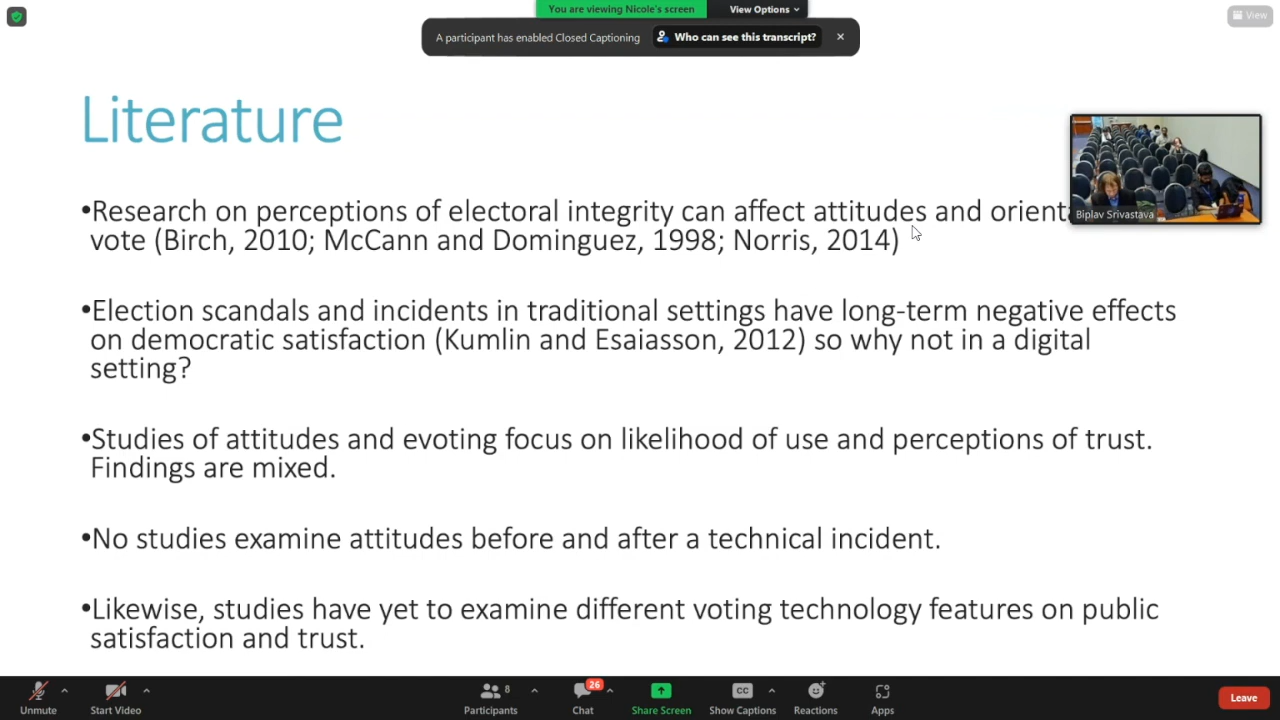 You are viewing Nicole's screen
View Options
View
A participant has enabled Closed Captioning
Who can see this transcript?
Literature
•Research on perceptions of electoral integrity can affect attitudes and
vote (Birch, 2010; McCann and Dominguez, 1998; Norris, 2014)
Biplav Srivastava
•Election scandals and incidents in traditional settings have long-term negative effects
on democratic satisfaction (Kumlin and Esaiasson, 2012) so why not in a digital
setting?
•Studies of attitudes and evoting focus on likelihood of use and perceptions of trust.
Findings are mixed.
•No studies examine attitudes before and after a technical incident.
•Likewise, studies have yet to examine different voting technology features on public
satisfaction and trust.
Unmute
Start Video
Participants
8
Chat
26
Share Screen
CC
Show Captions
Reactions
Apps
Leave